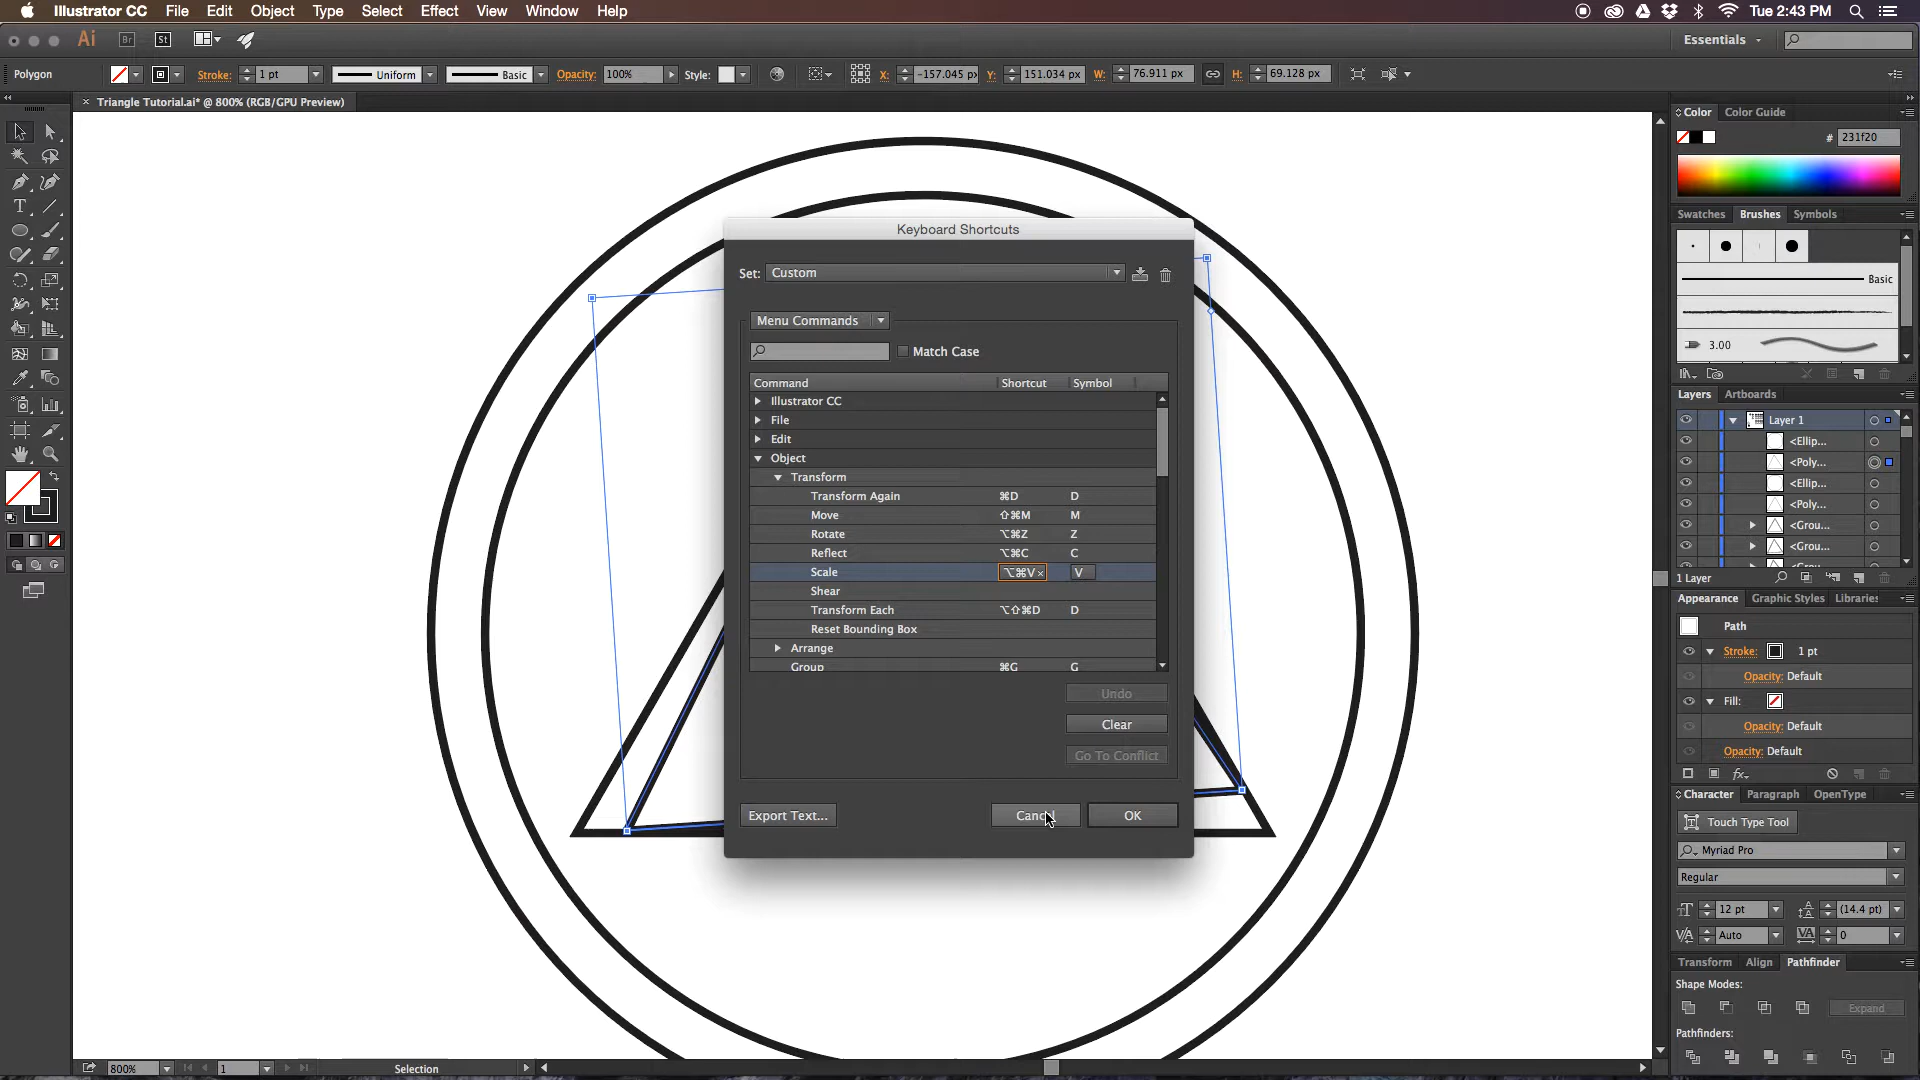 Illustrator CC File Edit Object Type Select Effect View Window Help Tue 2:43 PM
Ai Br St Essentials
Polygon Stroke: 1 pt Uniform Basic Opacity: 100% Style: X: -157.045 px Y: 151.034 px W: 76.911 px H: 69.128 px
× Triangle Tutorial.ai* @ 800% (RGB/GPU Preview)
Keyboard Shortcuts
Set: Custom
Menu Commands
Match Case
Command Shortcut Symbol
Illustrator CC
File
Edit
Object
Transform
Transform Again ⌘D D
Move ⇧⌘M M
Rotate ⌥⌘Z Z
Reflect ⌥⌘C C
Scale ⌥⌘V × V
Shear
Transform Each ⌥⇧⌘D D
Reset Bounding Box
Arrange
Group ⌘G G
Undo
Clear
Go To Conflict
Export Text... Cancel OK
Color Color Guide
# 231f20
Swatches Brushes Symbols
Basic
3.00
Layers Artboards
Layer 1
<Ellip...
<Poly...
<Ellip...
<Poly...
<Grou...
<Grou...
1 Layer
Appearance Graphic Styles Libraries
Path
Stroke: 1 pt
Opacity: Default
Fill:
Opacity: Default
Opacity: Default
fx
Character Paragraph OpenType
Touch Type Tool
Myriad Pro
Regular
12 pt (14.4 pt)
Auto 0
Transform Align Pathfinder
Shape Modes:
Expand
Pathfinders:
800% 1 Selection